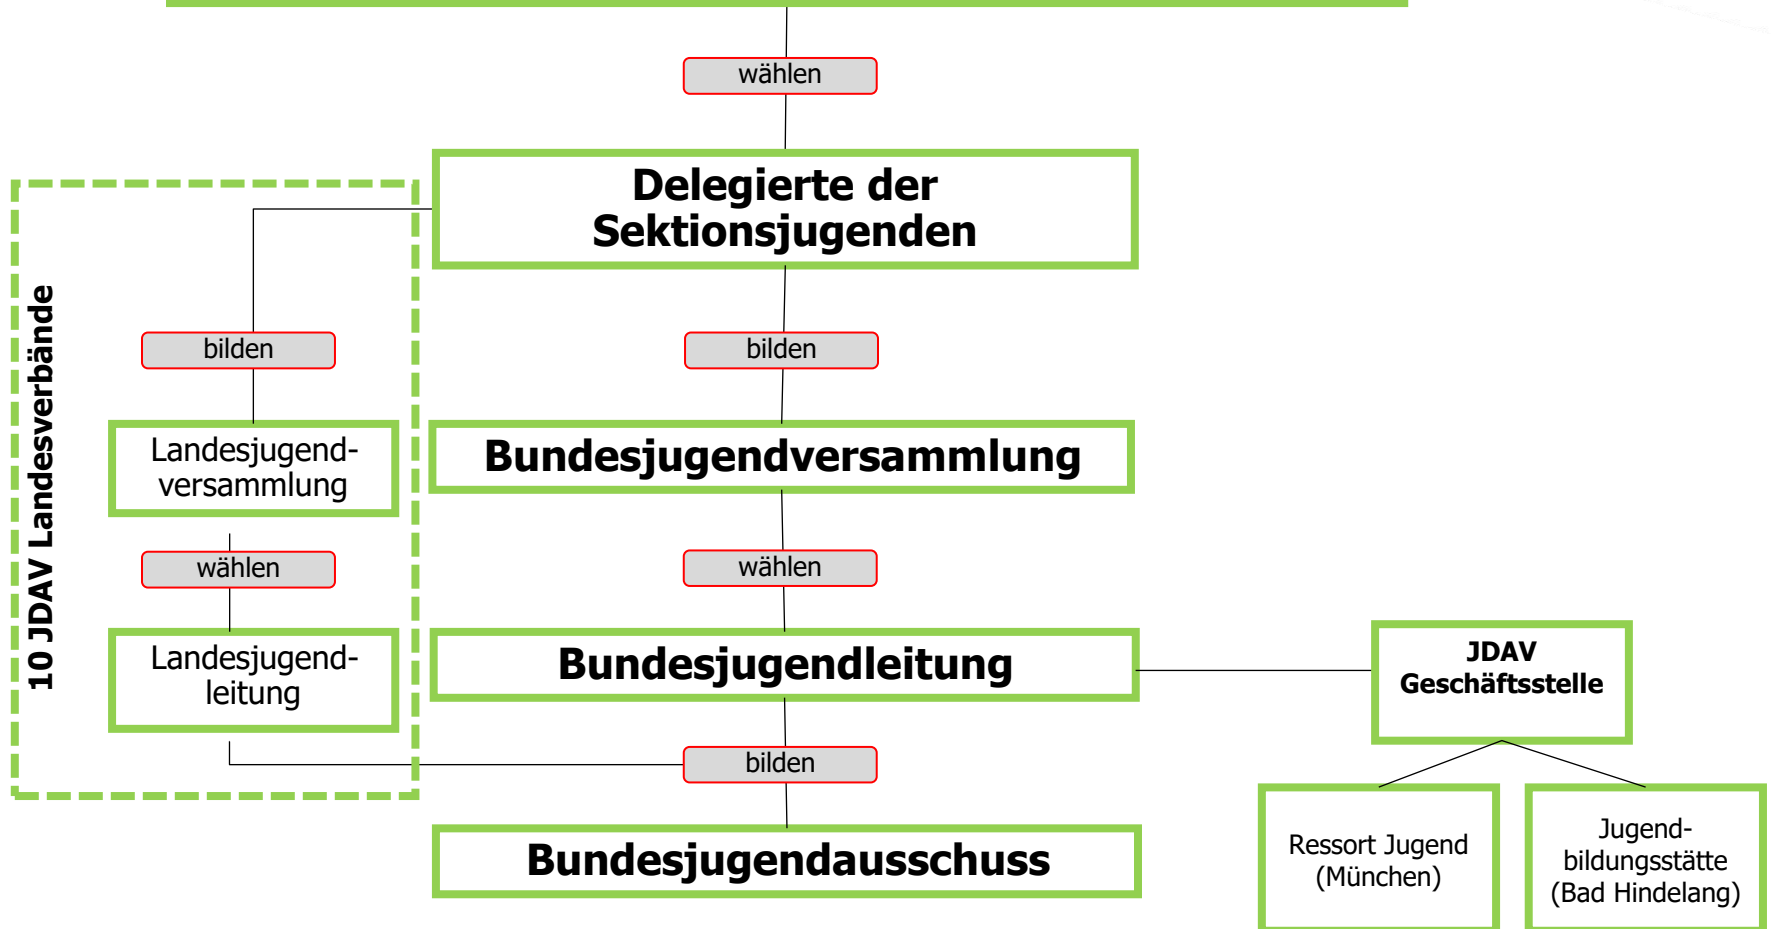 wählen
Delegierte der
Sektionsjugenden
10 JDAV Landesverbände
bilden
bilden
Landesjugend-
versammlung
Bundesjugendversammlung
wählen
wählen
Landesjugend-
leitung
Bundesjugendleitung
JDAV
Geschäftsstelle
bilden
Bundesjugendausschuss
Ressort Jugend
(München)
Jugend-
bildungsstätte
(Bad Hindelang)